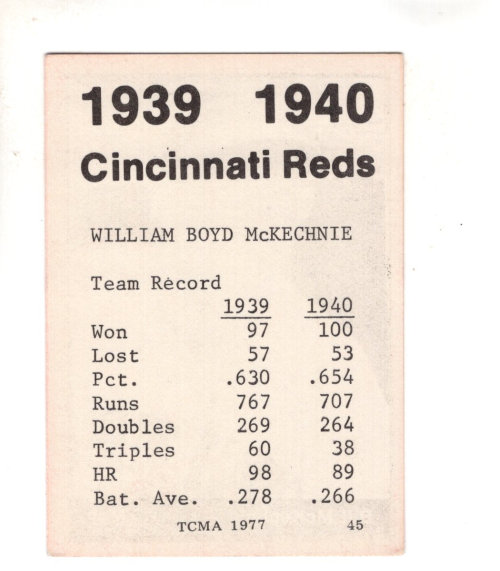 1939 1940
Cincinnati Reds
WILLIAM BOYD McKECHNIE
Team Record
1939 1940
Won 97 100
Lost 57 53
Pct. .630 .654
Runs 767 707
Doubles 269 264
Triples 60 38
HR 98 89
Bat. Ave. .278 .266
TCMA 1977 45